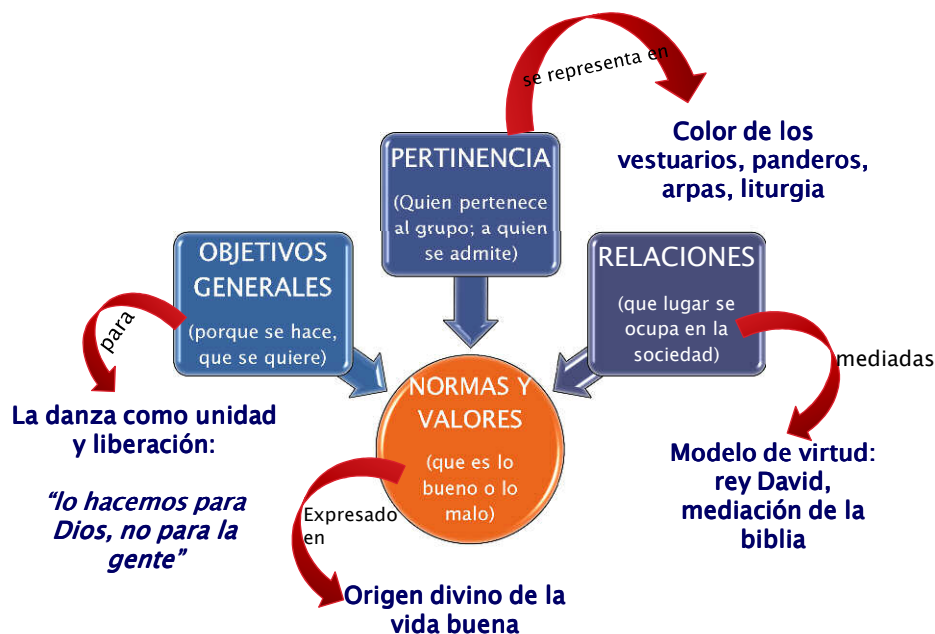 se representa en
Color de los
vestuarios, panderos,
arpas, liturgia
PERTINENCIA
(Quien pertenece
al grupo; a quien
se admite)
OBJETIVOS
GENERALES
(porque se hace,
que se quiere)
RELACIONES
(que lugar se
ocupa en la
sociedad)
para
mediadas
La danza como unidad
y liberación:
"lo hacemos para
Dios, no para la
gente"
NORMAS Y
VALORES
(que es lo
bueno o lo
malo)
Modelo de virtud:
rey David,
mediación de la
biblia
Expresado
en
Origen divino de la
vida buena